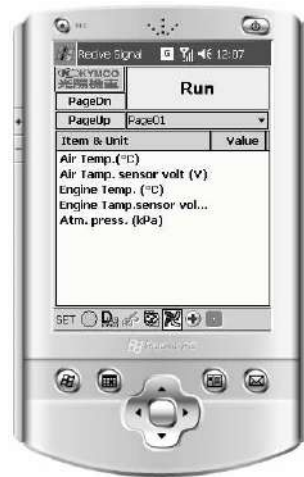 Redive Signal G 12:07
KYMCO
光陽機車
Run
PageDn
PageUp Page01
Item & Unit Value
Air Temp.(°C)
Air Tamp. sensor volt (V)
Engine Temp. (°C)
Engine Tamp.sensor vol...
Atm. press. (kPa)
SET